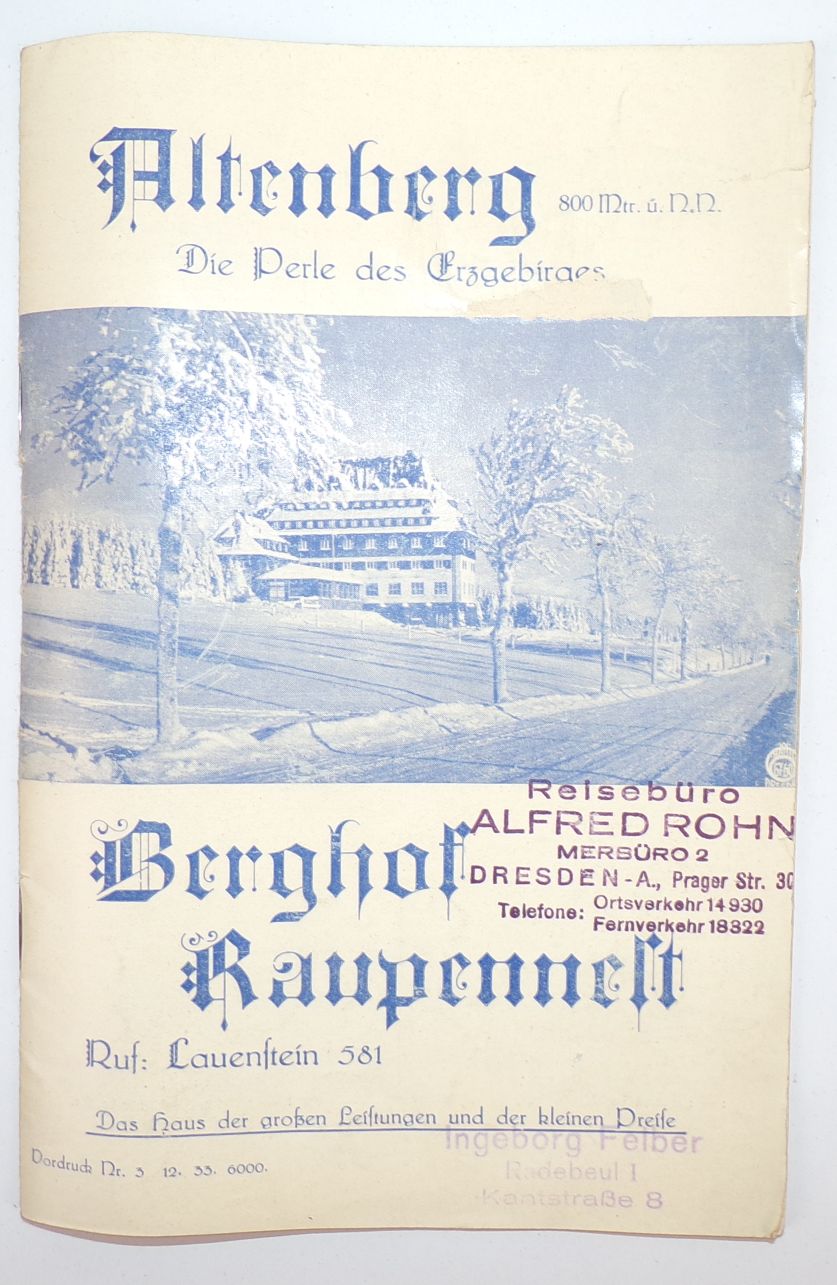 Altenberg 800 Mtr. ü. N.N.
Die Perle des Erzgebirges
Berghof
Raupennest
Reisebüro
ALFRED ROHN
MERBÜRO 2
DRESDEN-A., Prager Str. 30
Telefone: Ortsverkehr 14930
Fernverkehr 18322
Ruf: Lauenstein 581
Das Haus der großen Leistungen und der kleinen Preise
Vordruck Nr. 3 12. 33. 6000.
Ingeborg Felber
Radebeul 1
Kantstraße 8